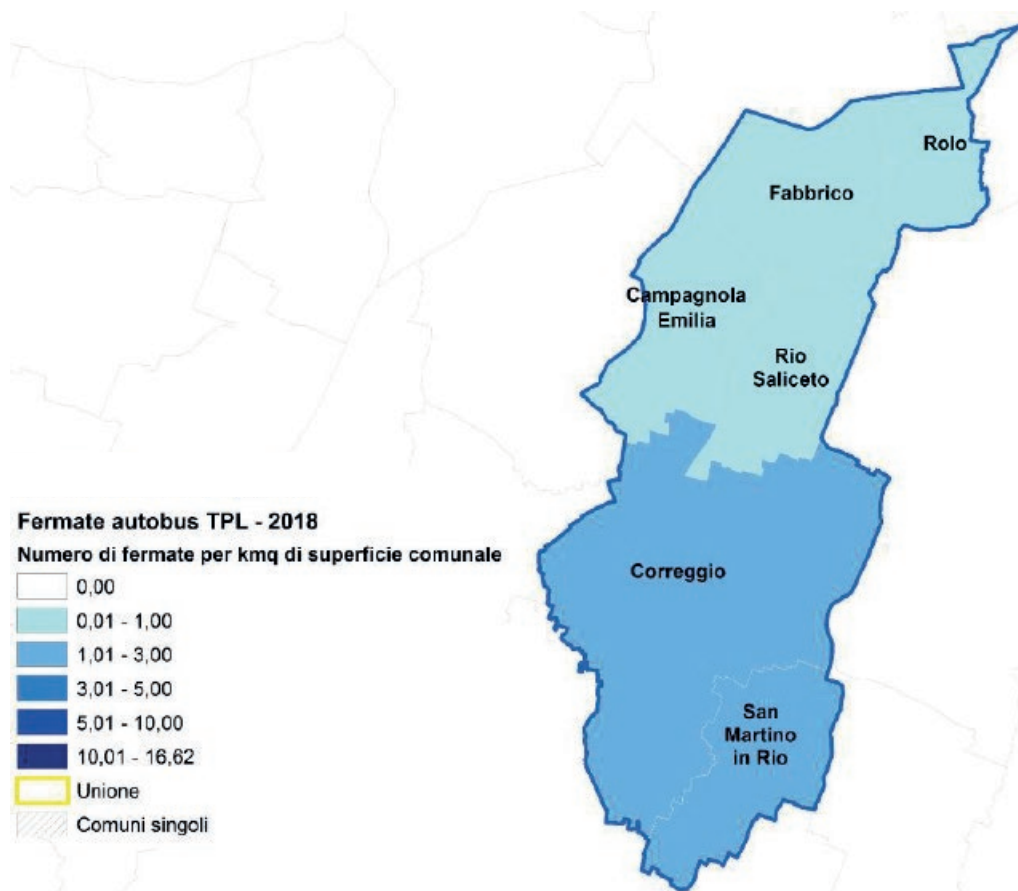 Rolo
Fabbrico
Campagnola
Emilia
Rio
Saliceto
Fermate autobus TPL - 2018
Numero di fermate per kmq di superficie comunale
0,00
0,01 - 1,00
1,01 - 3,00
3,01 - 5,00
5,01 - 10,00
10,01 - 16,62
Unione
Comuni singoli
Correggio
San
Martino
in Rio